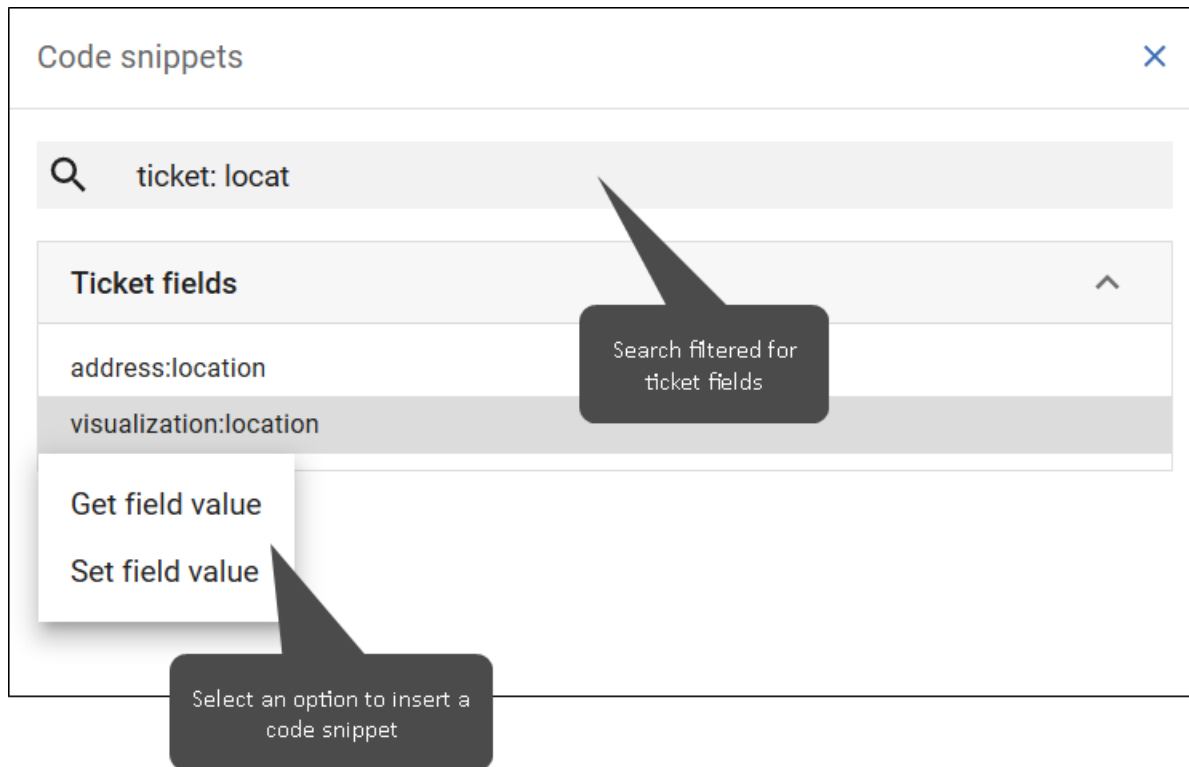 Code snippets
ticket: locat
Ticket fields
Search filtered for
ticket fields
address:location
visualization:location
Get field value
Set field value
Select an option to insert a
code snippet